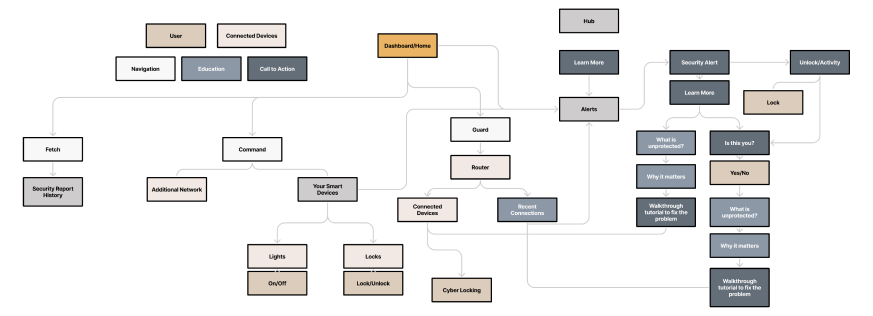 Hub
User
Connected Devices
Dashboard/Home
Navigation
Education
Call to Action
Learn More
Security Alert
Unlock/Activity
Learn More
Lock
Alerts
Guard
Fetch
Command
What is
unprotected?
Is this you?
Router
Yes/No
Why it matters
Security Report
History
Additional Network
Your Smart
Devices
Connected
Devices
Recent
Connections
Walkthrough
tutorial to fix the
problem
What is
unprotected?
Why it matters
Lights
Locks
On/Off
Lock/Unlock
Cyber Locking
Walkthrough
tutorial to fix the
problem